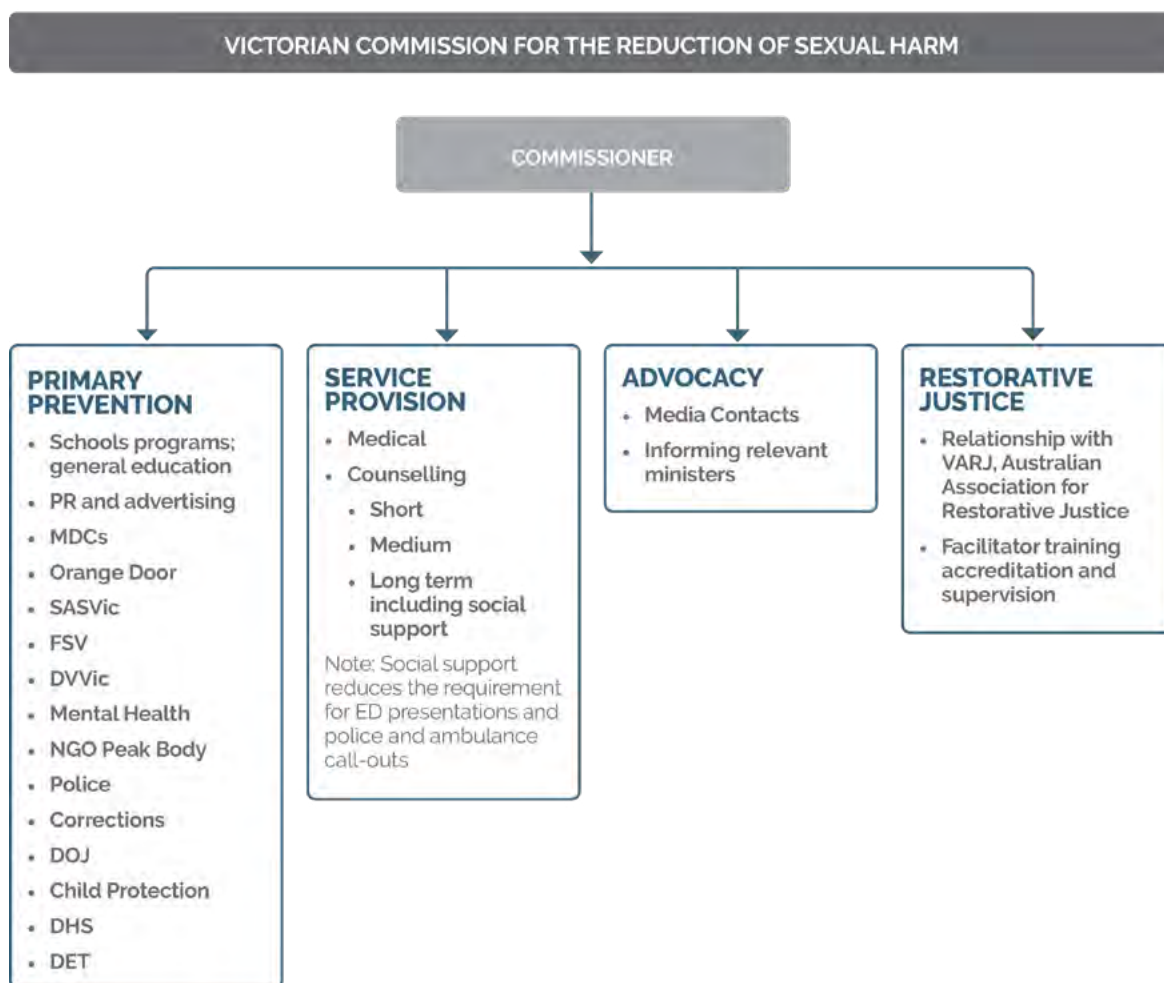 VICTORIAN COMMISSION FOR THE REDUCTION OF SEXUAL HARM
COMMISSIONER
PRIMARY
PREVENTION
• Schools programs;
general education
• PR and advertising
• MDCs
• Orange Door
• SASVic
• FSV
• DVVic
• Mental Health
• NGO Peak Body
• Police
• Corrections
• DOJ
• Child Protection
• DHS
• DET
SERVICE
PROVISION
• Medical
• Counselling
• Short
• Medium
• Long term
including social
support
Note: Social support
reduces the requirement
for ED presentations and
police and ambulance
call-outs
ADVOCACY
• Media Contacts
• Informing relevant
ministers
RESTORATIVE
JUSTICE
• Relationship with
VARJ, Australian
Association for
Restorative Justice
• Facilitator training
accreditation and
supervision